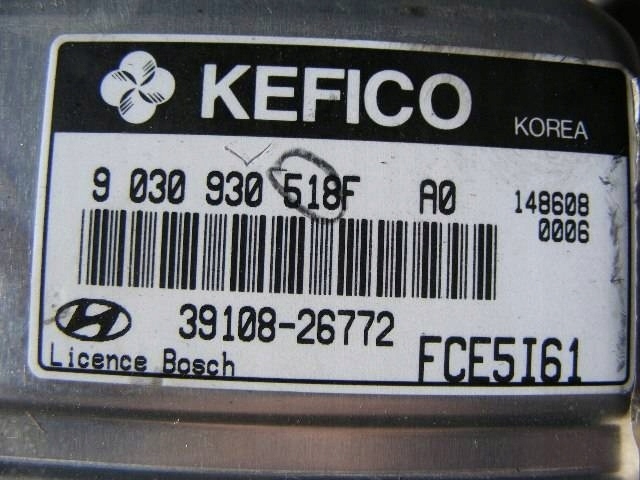 KEFICO
KOREA
9 030 930 518F A0 148608
0006
39108-26772
Licence Bosch FCE5I61